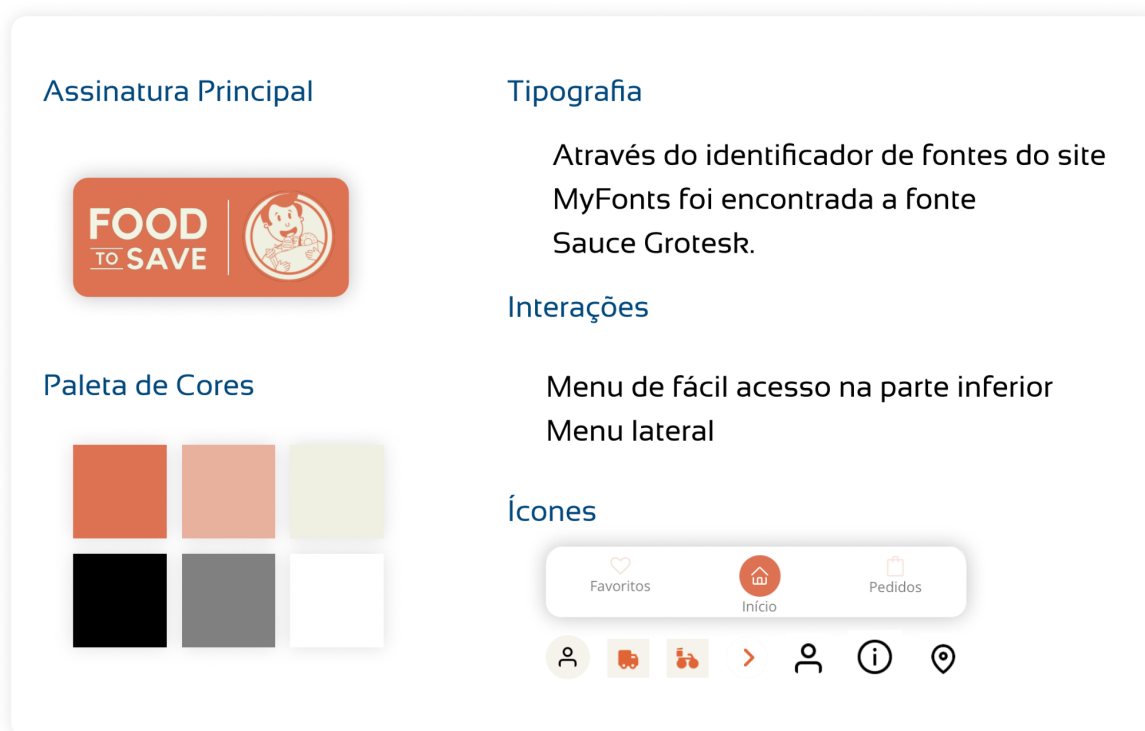 Assinatura Principal
FOOD
TO SAVE
Paleta de Cores
Tipografia
Através do identificador de fontes do site
MyFonts foi encontrada a fonte
Sauce Grotesk.
Interações
Menu de fácil acesso na parte inferior
Menu lateral
Ícones
Favoritos
Início
Pedidos